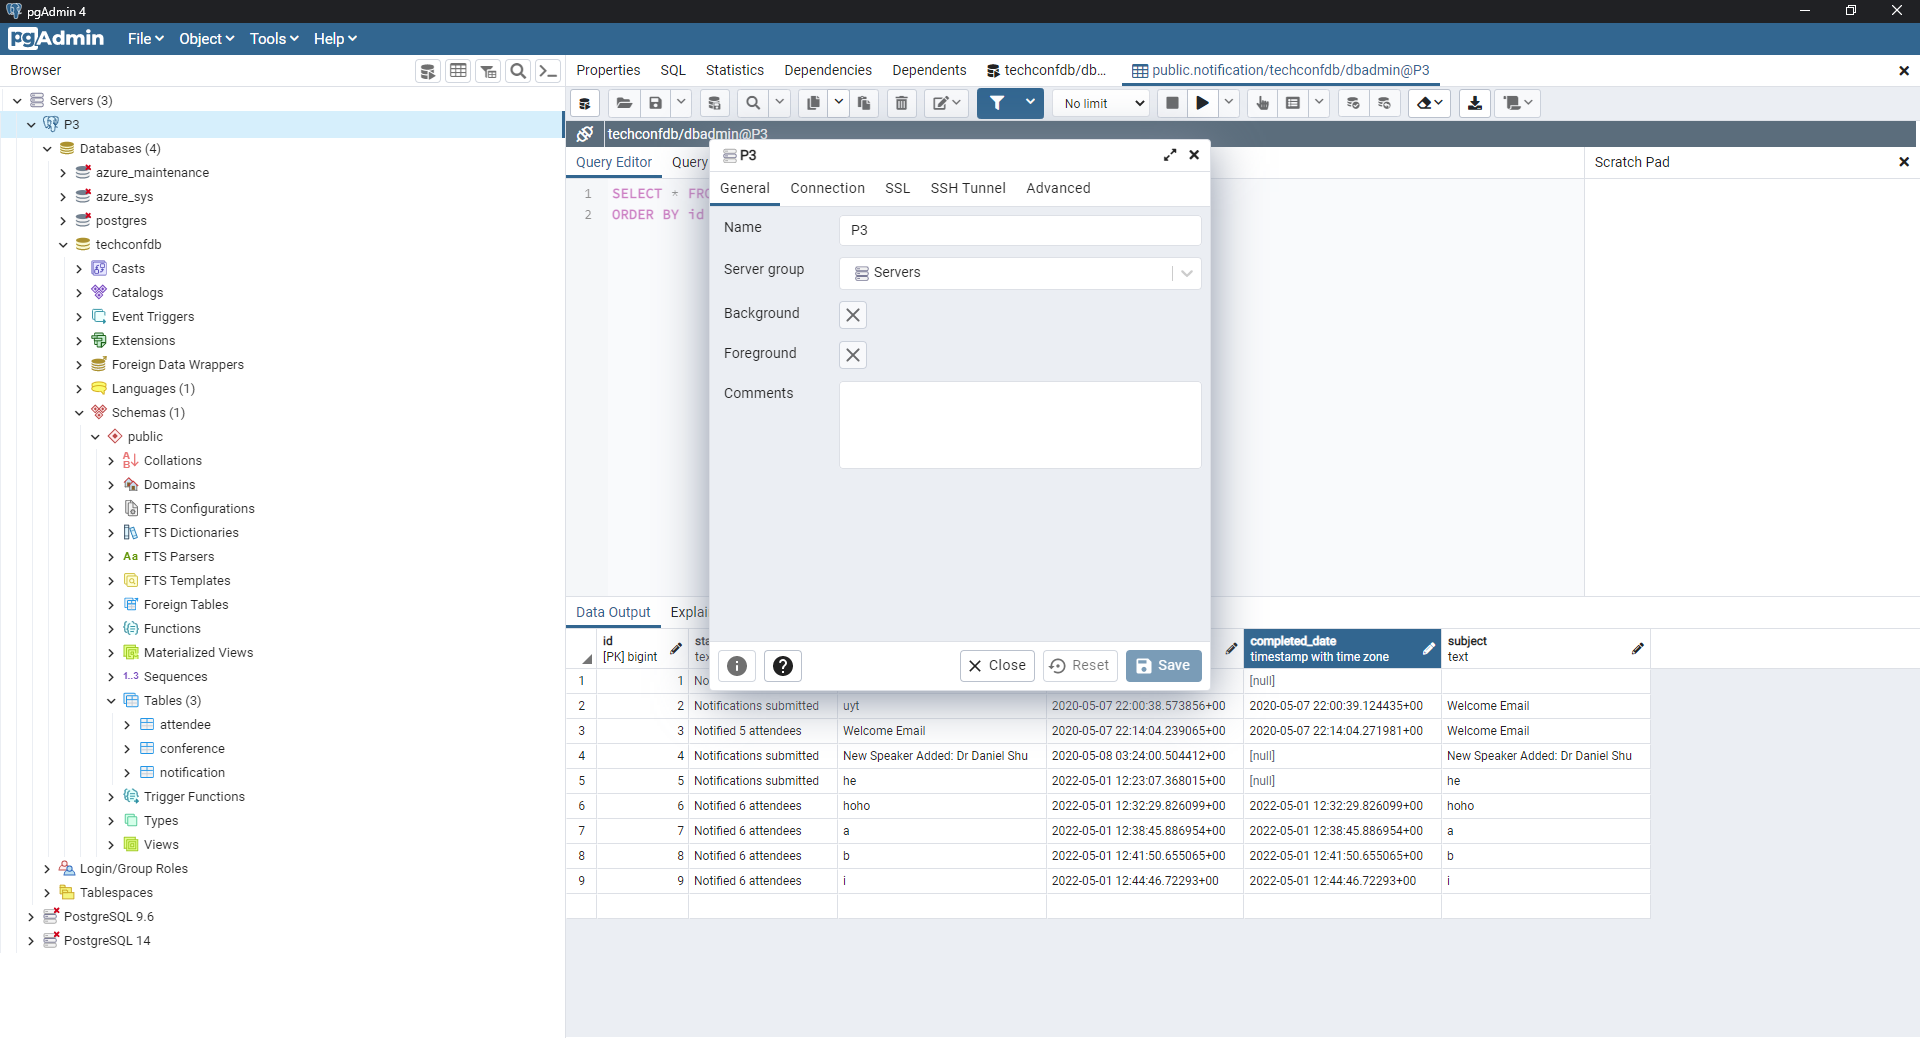 pgAdmin 4
pgAdmin File Object Tools Help
Browser
Properties SQL Statistics Dependencies Dependents techconfdb/db... public.notification/techconfdb/dbadmin@P3
No limit
techconfdb/dbadmin@P3
Query Editor Query
Scratch Pad
1 SELECT * FRO
2 ORDER BY id
Servers (3)
P3
Databases (4)
azure_maintenance
azure_sys
postgres
techconfdb
Casts
Catalogs
Event Triggers
Extensions
Foreign Data Wrappers
Languages (1)
Schemas (1)
public
Collations
Domains
FTS Configurations
FTS Dictionaries
Aa FTS Parsers
FTS Templates
Foreign Tables
Functions
Materialized Views
1..3 Sequences
Tables (3)
attendee
conference
notification
Trigger Functions
Types
Views
Login/Group Roles
Tablespaces
PostgreSQL 9.6
PostgreSQL 14
P3
General Connection SSL SSH Tunnel Advanced
Name P3
Server group Servers
Background
Foreground
Comments
Close Reset Save
Data Output Explai
id
[PK] bigint
sta
tex
completed_date
timestamp with time zone
subject
text
1 1 No [null]
2 2 Notifications submitted uyt 2020-05-07 22:00:38.573856+00 2020-05-07 22:00:39.124435+00 Welcome Email
3 3 Notified 5 attendees Welcome Email 2020-05-07 22:14:04.239065+00 2020-05-07 22:14:04.271981+00 Welcome Email
4 4 Notifications submitted New Speaker Added: Dr Daniel Shu 2020-05-08 03:24:00.504412+00 [null] New Speaker Added: Dr Daniel Shu
5 5 Notifications submitted he 2022-05-01 12:23:07.368015+00 [null] he
6 6 Notified 6 attendees hoho 2022-05-01 12:32:29.826099+00 2022-05-01 12:32:29.826099+00 hoho
7 7 Notified 6 attendees a 2022-05-01 12:38:45.886954+00 2022-05-01 12:38:45.886954+00 a
8 8 Notified 6 attendees b 2022-05-01 12:41:50.655065+00 2022-05-01 12:41:50.655065+00 b
9 9 Notified 6 attendees i 2022-05-01 12:44:46.72293+00 2022-05-01 12:44:46.72293+00 i